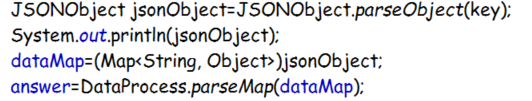 JSONObject jsonObject=JSONObject.parseObject(key);
System.out.println(jsonObject);
dataMap=(Map<String, Object>)jsonObject;
answer=DataProcess.parseMap(dataMap);